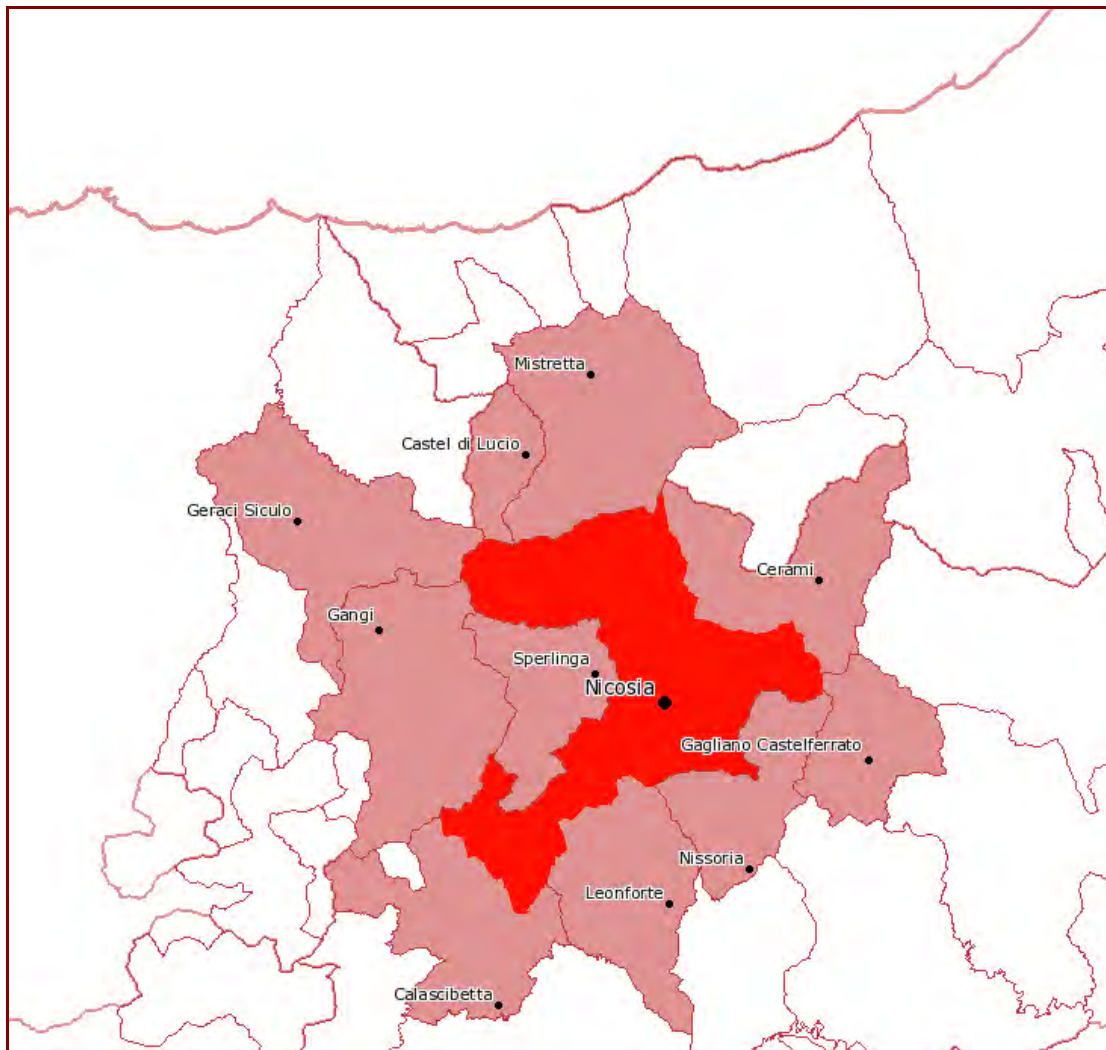 Mistretta
Castel di Lucio
Geraci Siculo
Cerami
Gangi
Sperlinga
Nicosia
Gagliano Castelferrato
Nissoria
Leonforte
Calascibetta